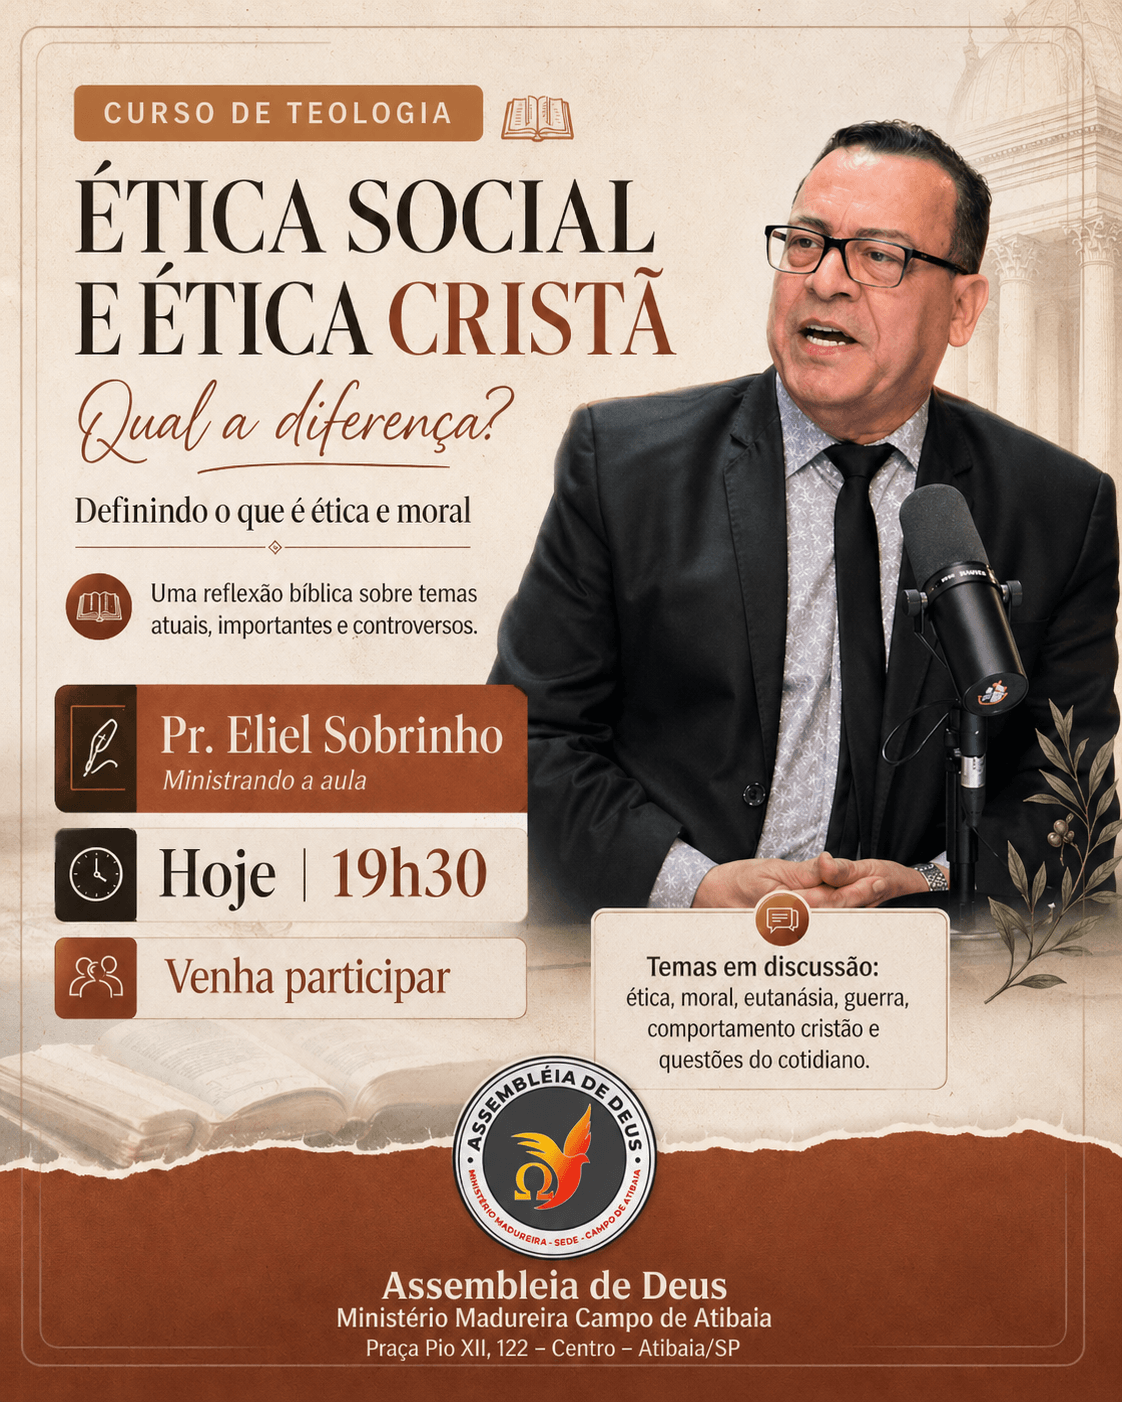 CURSO DE TEOLOGIA
ÉTICA SOCIAL
E ÉTICA CRISTÃ
Qual a diferença?
Definindo o que é ética e moral
Uma reflexão bíblica sobre temas
atuais, importantes e controversos.
Pr. Eliel Sobrinho
Ministrando a aula
Hoje | 19h30
Venha participar
Temas em discussão:
ética, moral, eutanásia, guerra,
comportamento cristão e
questões do cotidiano.
ASSEMBLÉIA DE DEUS
Ω
MINISTÉRIO MADUREIRA - SEDE - CAMPO DE ATIBAIA
Assembleia de Deus
Ministério Madureira Campo de Atibaia
Praça Pio XII, 122 – Centro – Atibaia/SP